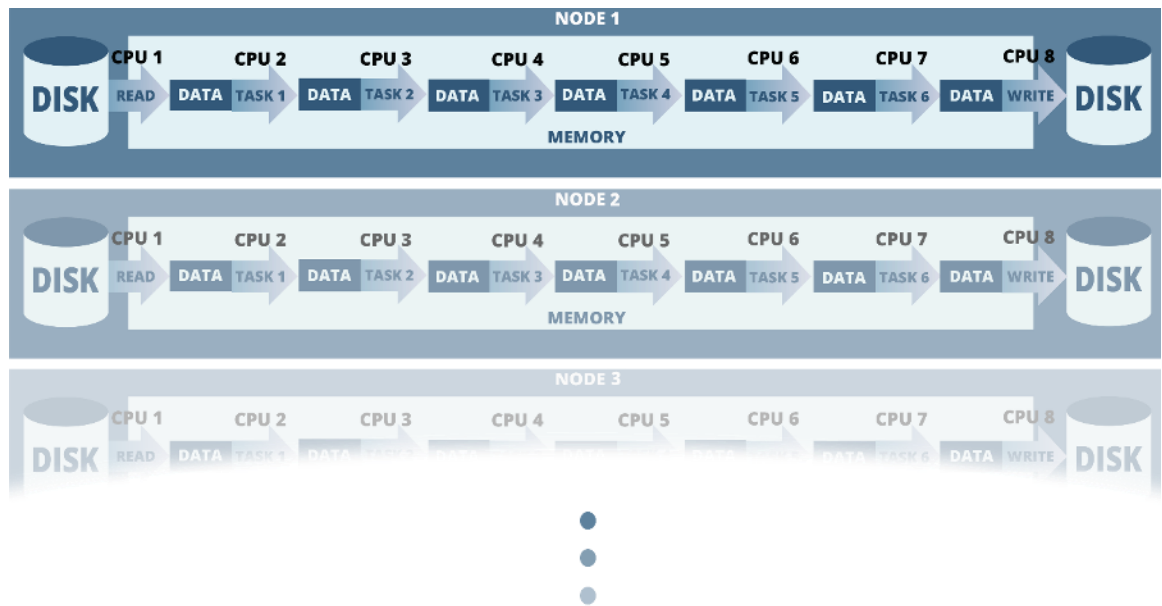 NODE 1
CPU 1 CPU 2 CPU 3 CPU 4 CPU 5 CPU 6 CPU 7 CPU 8
DISK READ DATA TASK 1 DATA TASK 2 DATA TASK 3 DATA TASK 4 DATA TASK 5 DATA TASK 6 DATA WRITE DISK
MEMORY
NODE 2
CPU 1 CPU 2 CPU 3 CPU 4 CPU 5 CPU 6 CPU 7 CPU 8
DISK READ DATA TASK 1 DATA TASK 2 DATA TASK 3 DATA TASK 4 DATA TASK 5 DATA TASK 6 DATA WRITE DISK
MEMORY
NODE 3
CPU 1 CPU 2 CPU 3 CPU 4 CPU 5 CPU 6 CPU 7 CPU 8
DISK READ DATA TASK 1 DATA DATA DATA DATA TASK 6 DATA WRITE DISK